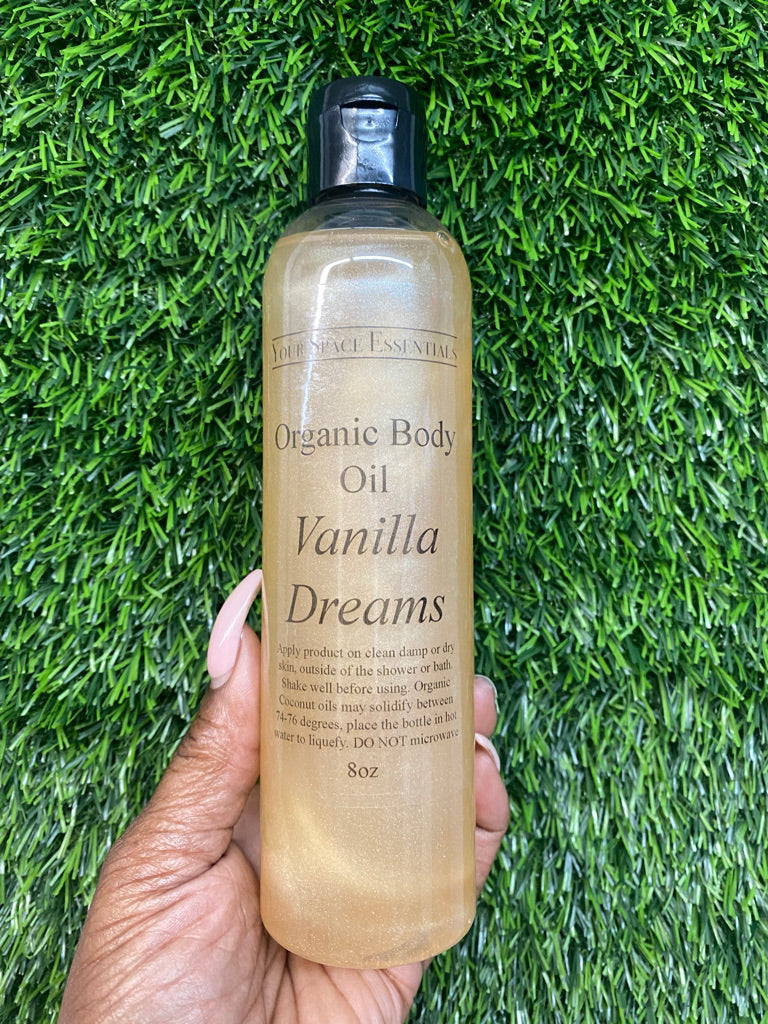 YOUR SPACE ESSENTIALS
Organic Body
Oil
Vanilla
Dreams
Apply product on clean damp or dry
skin, outside of the shower or bath.
Shake well before using. Organic
Coconut oils may solidify between
74-76 degrees, place the bottle in hot
water to liquefy. DO NOT microwave
8oz